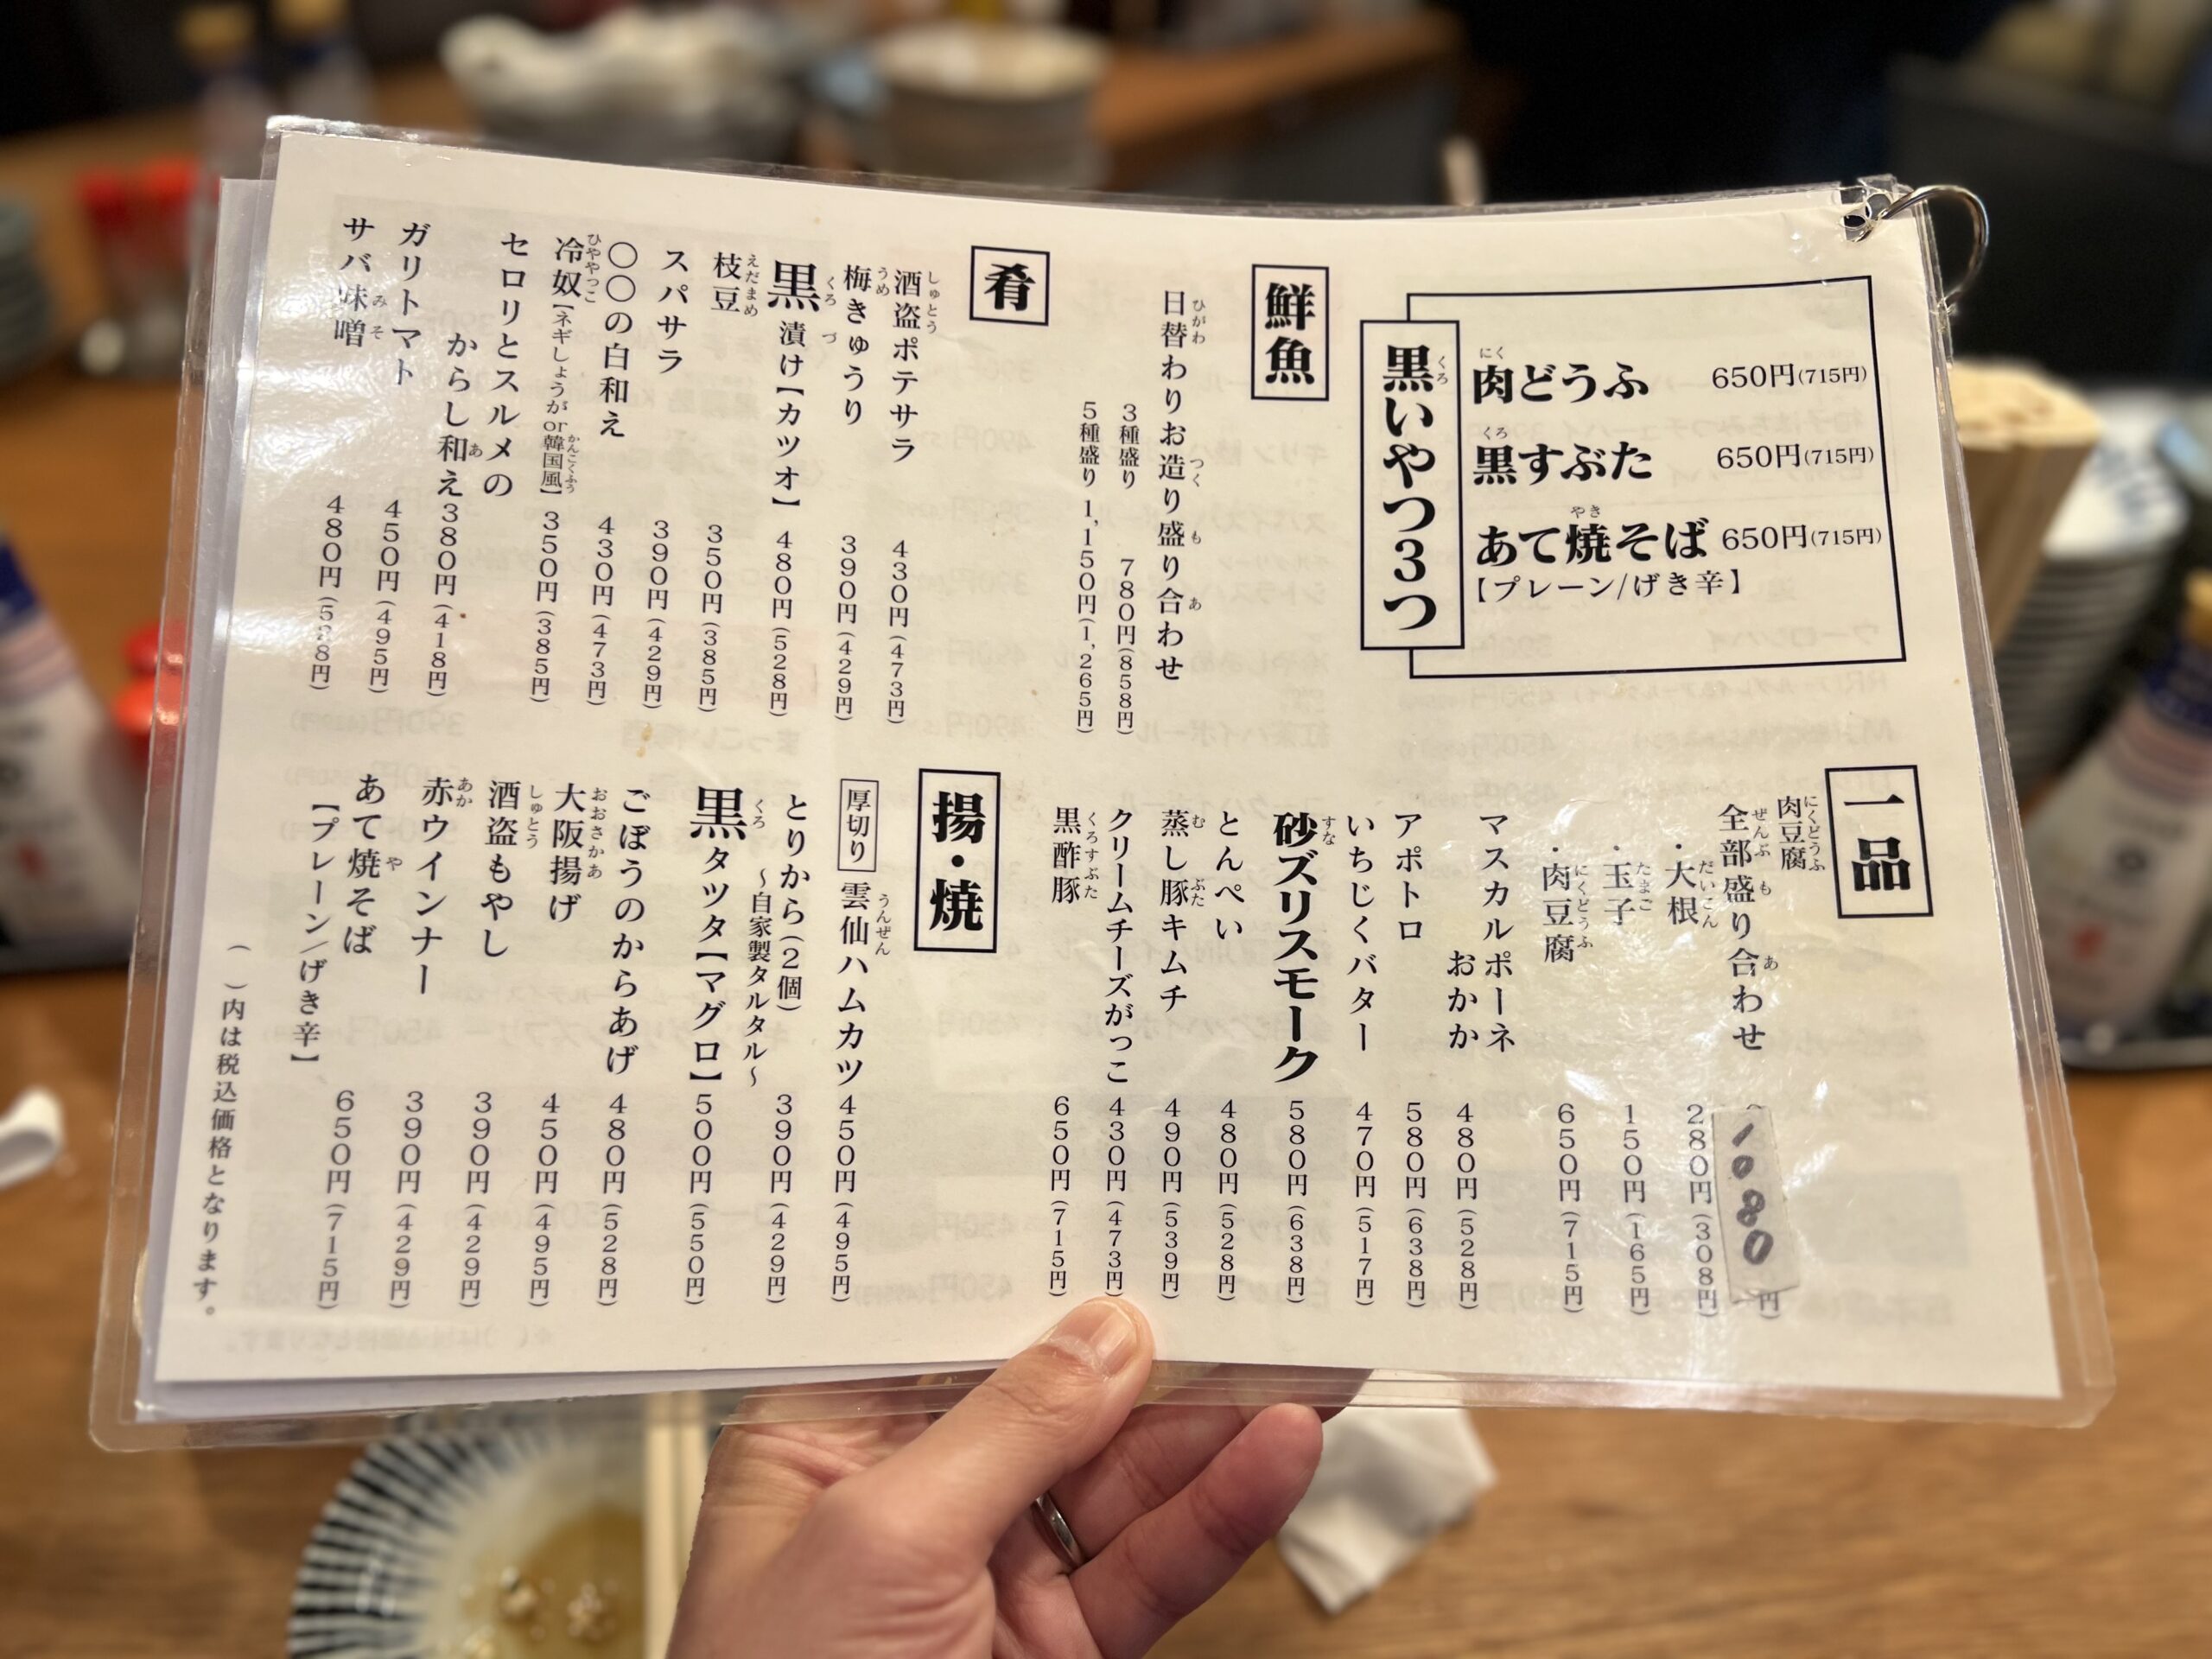 黒いやつ3つ
肉どうふ 650円(715円)
黒すぶた 650円(715円)
あて焼そば 650円(715円)
【プレーン/げき辛】
鮮魚
日替わりお造り盛り合わせ
3種盛り 780円(858円)
5種盛り 1,150円(1,265円)
肴
酒盗ポテサラ 430円(473円)
梅きゅうり 390円(429円)
黒漬け【カツオ】 480円(528円)
枝豆 350円(385円)
スパサラ 390円(429円)
〇〇の白和え 430円(473円)
冷奴【ネギしょうがor韓国風】 350円(385円)
セロリとスルメの
からし和え 380円(418円)
ガリトマト 450円(495円)
サバ味噌 480円(528円)
一品
肉豆腐
全部盛り合わせ 1080円
・大根 280円(308円)
・玉子 150円(165円)
・肉豆腐 650円(715円)
マスカルポーネ
おかか 480円(528円)
アポトロ 580円(638円)
いちじくバター 470円(517円)
砂ズリスモーク 580円(638円)
とんぺい 480円(528円)
蒸し豚キムチ 490円(539円)
クリームチーズがっこ 430円(473円)
黒酢豚 650円(715円)
揚・焼
厚切り 雲仙ハムカツ 450円(495円)
とりから(2個) 390円(429円)
～自家製タルタル～
黒タツタ【マグロ】 500円(550円)
ごぼうのからあげ 480円(528円)
大阪揚げ 450円(495円)
酒盗もやし 390円(429円)
赤ウインナー 390円(429円)
あて焼そば 650円(715円)
【プレーン/げき辛】
( )内は税込価格となります。